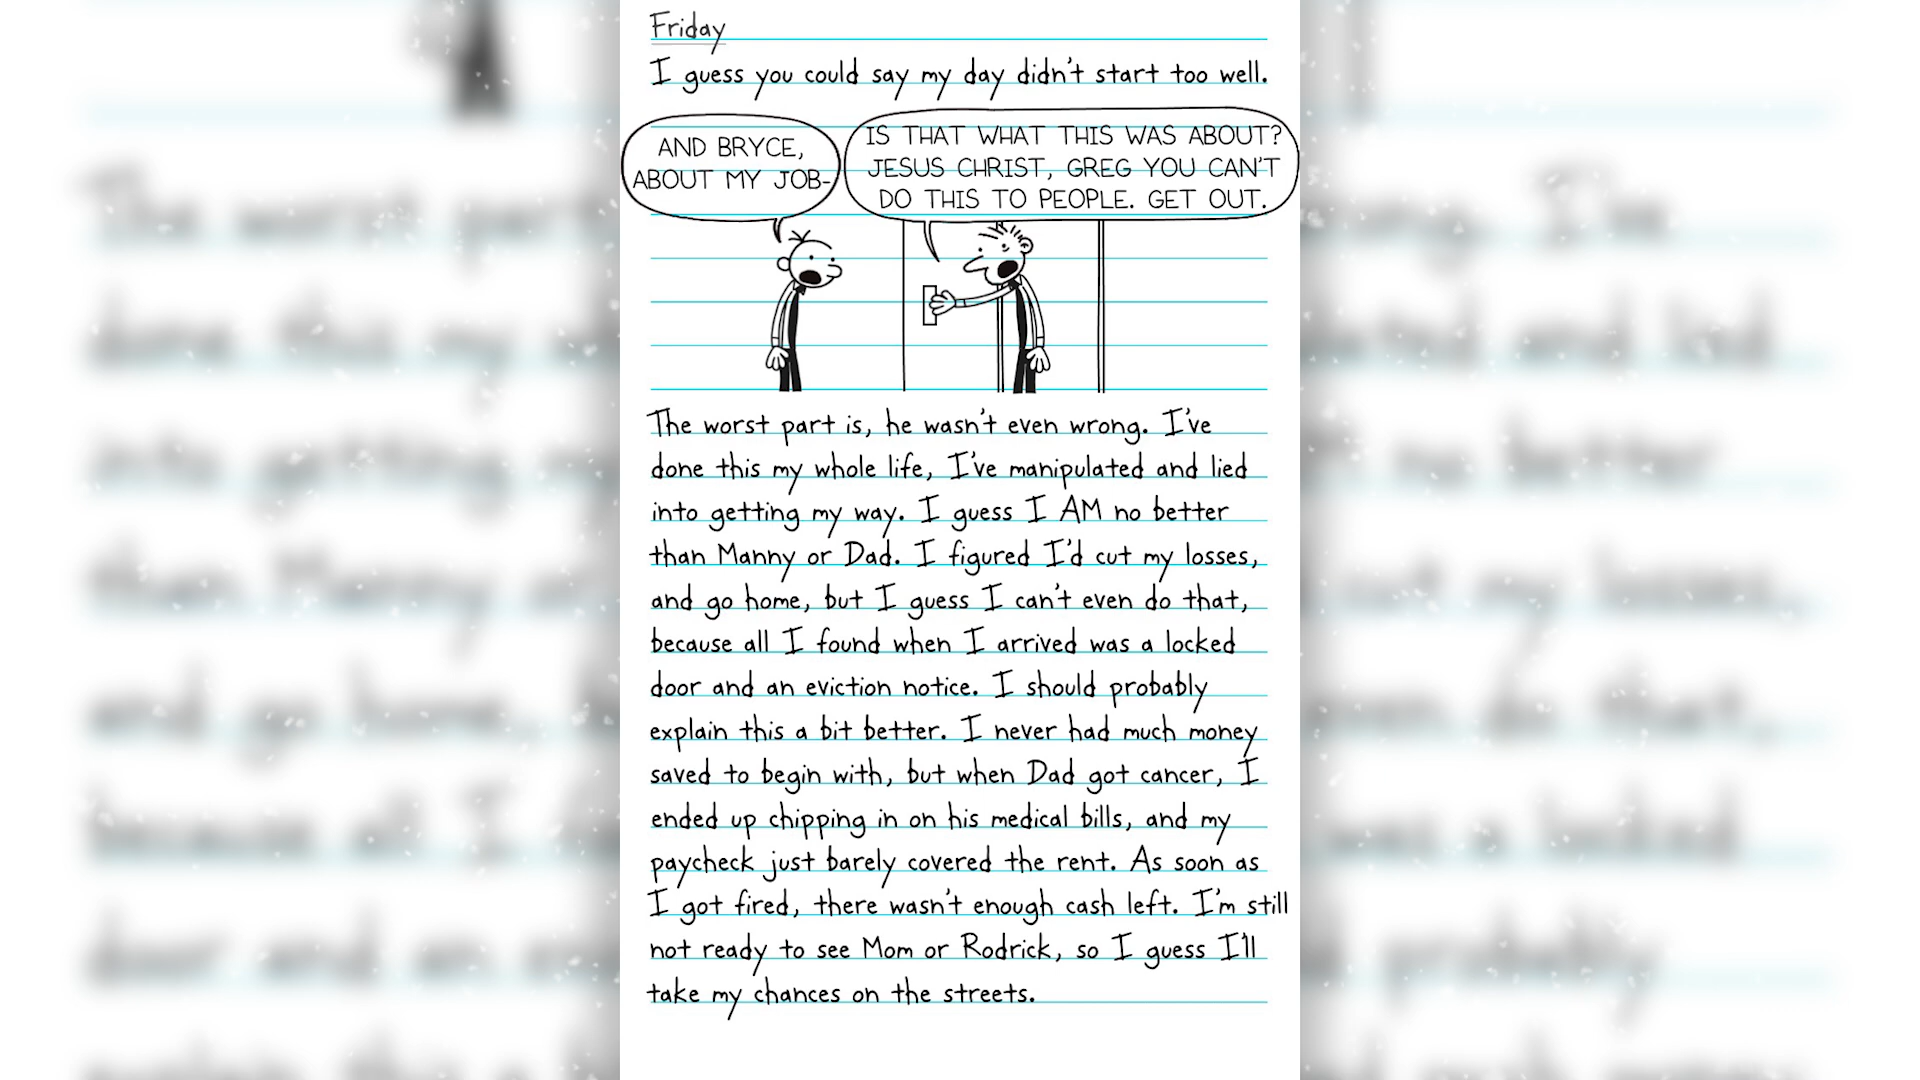 Friday
I guess you could say my day didn't start too well.
AND BRYCE,
ABOUT MY JOB-
IS THAT WHAT THIS WAS ABOUT?
JESUS CHRIST, GREG YOU CAN'T
DO THIS TO PEOPLE. GET OUT.
The worst part is, he wasn't even wrong. I've
done this my whole life, I've manipulated and lied
into getting my way. I guess I AM no better
than Manny or Dad. I figured I'd cut my losses,
and go home, but I guess I can't even do that,
because all I found when I arrived was a locked
door and an eviction notice. I should probably
explain this a bit better. I never had much money
saved to begin with, but when Dad got cancer, I
ended up chipping in on his medical bills, and my
paycheck just barely covered the rent. As soon as
I got fired, there wasn't enough cash left. I'm still
not ready to see Mom or Rodrick, so I guess I'll
take my chances on the streets.